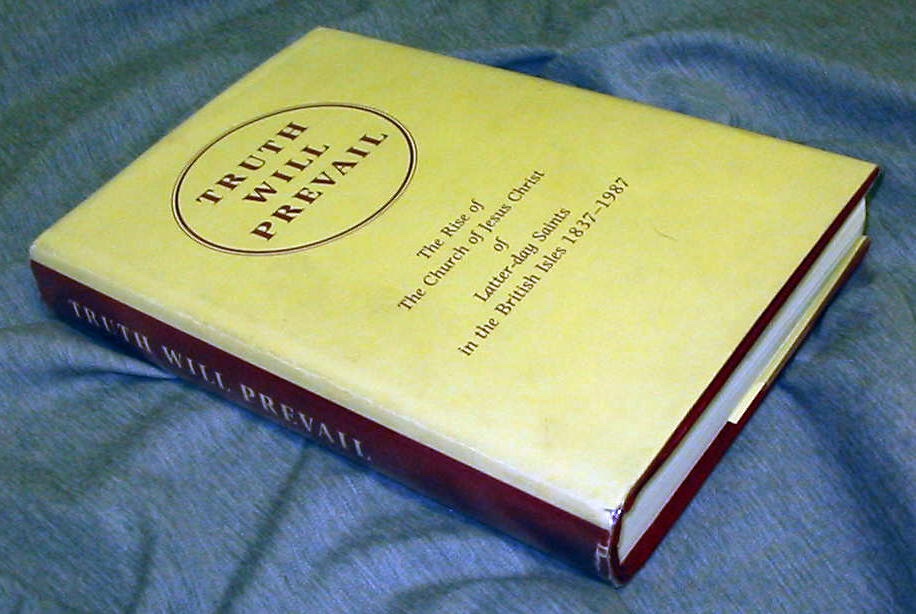 TRUTH
WILL
PREVAIL
The Rise of
The Church of Jesus Christ
of
Latter-day Saints
in the British Isles 1837–1987
TRUTH WILL PREVAIL